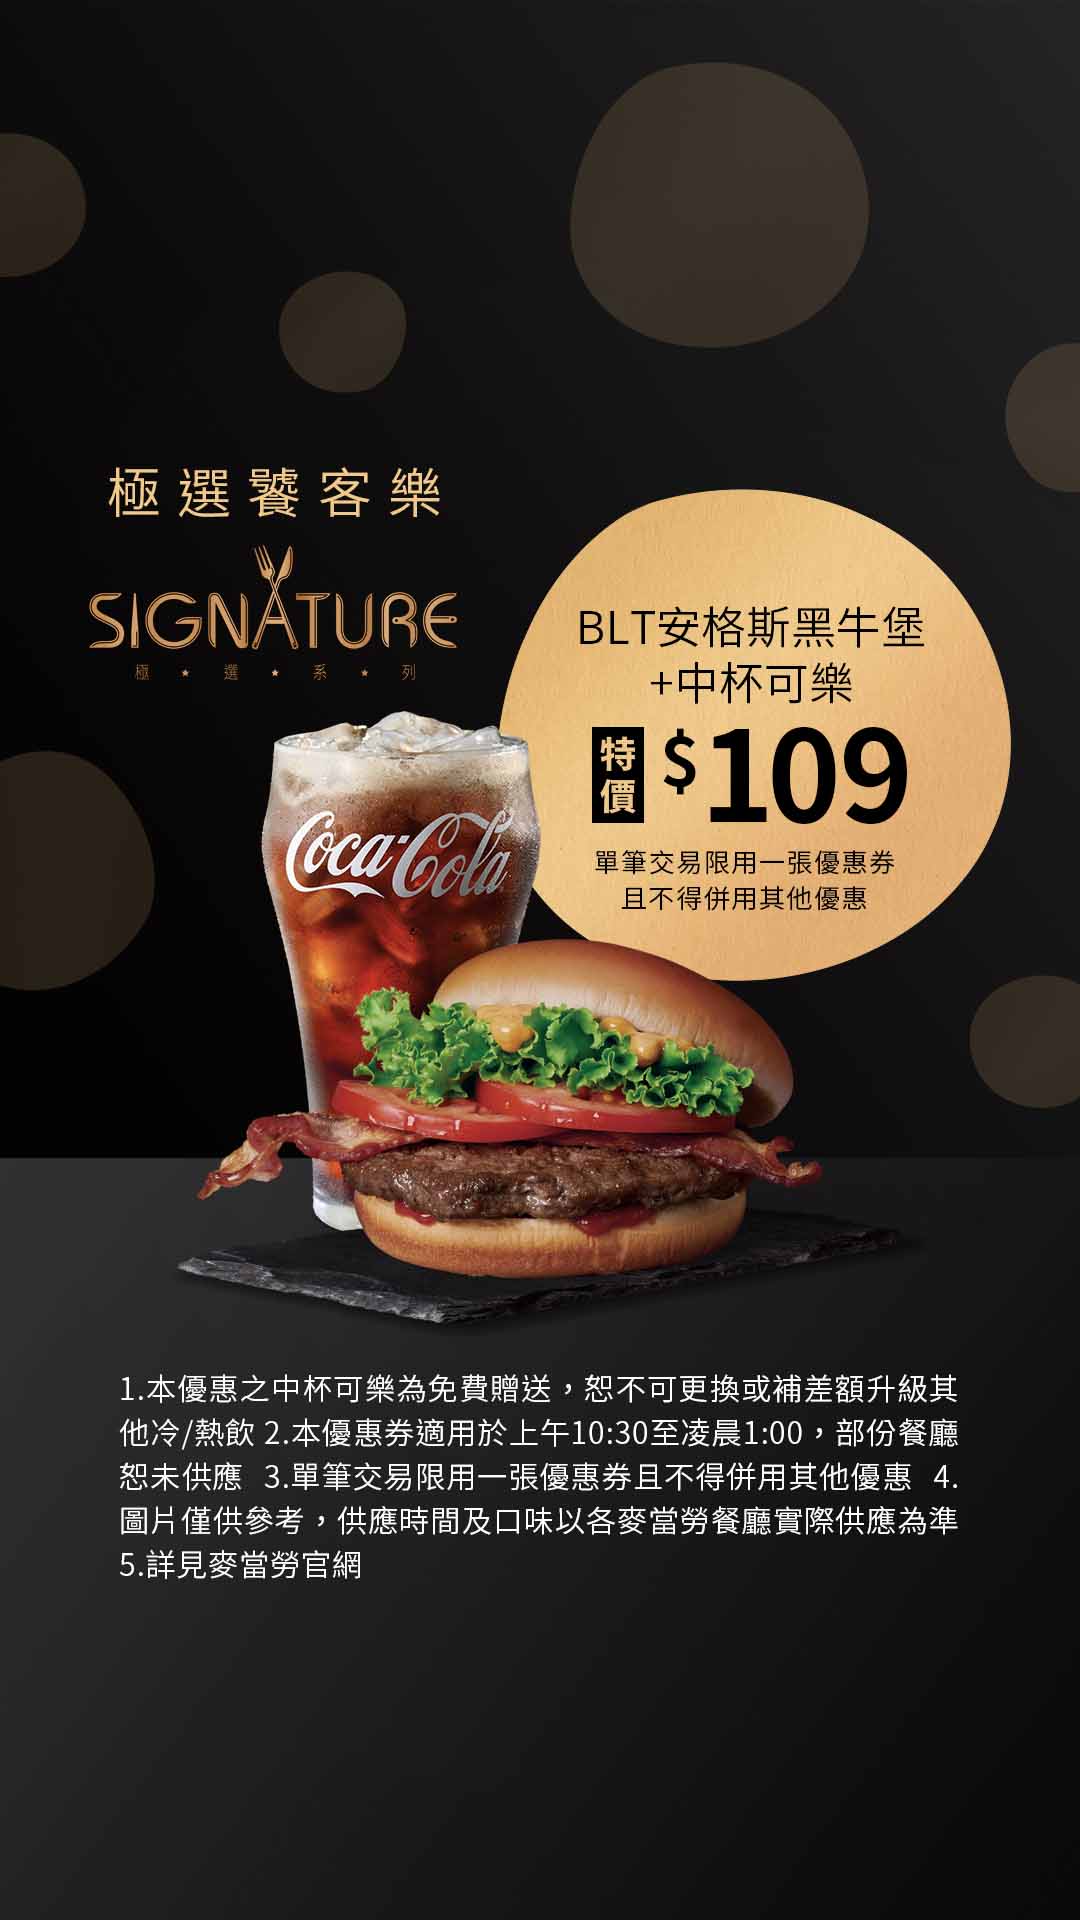 極選饕客樂
SIGNATURE
極★選★系★列
BLT安格斯黑牛堡
+中杯可樂
特價 $109
單筆交易限用一張優惠券
且不得併用其他優惠
Coca-Cola
1.本優惠之中杯可樂為免費贈送，恕不可更換或補差額升級其
他冷/熱飲 2.本優惠券適用於上午10:30至凌晨1:00，部份餐廳
恕未供應 3.單筆交易限用一張優惠券且不得併用其他優惠 4.
圖片僅供參考，供應時間及口味以各麥當勞餐廳實際供應為準
5.詳見麥當勞官網